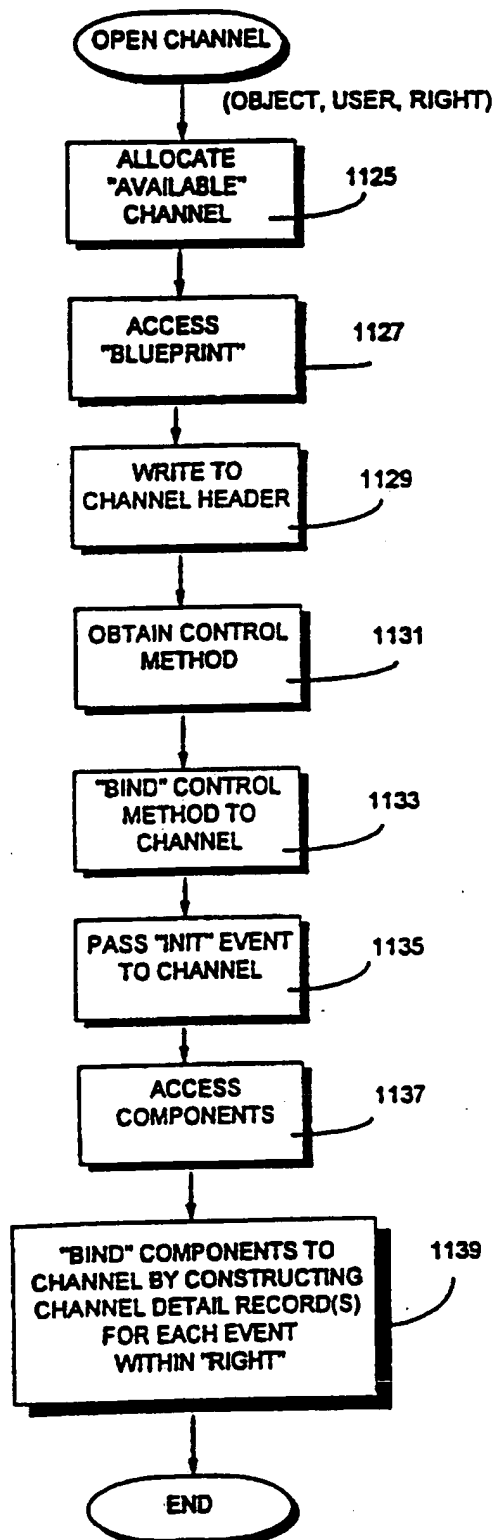 OPEN CHANNEL
(OBJECT, USER, RIGHT)
ALLOCATE
"AVAILABLE"
CHANNEL
1125
ACCESS
"BLUEPRINT"
1127
WRITE TO
CHANNEL HEADER
1129
OBTAIN CONTROL
METHOD
1131
"BIND" CONTROL
METHOD TO
CHANNEL
1133
PASS "INIT" EVENT
TO CHANNEL
1135
ACCESS
COMPONENTS
1137
"BIND" COMPONENTS TO
CHANNEL BY CONSTRUCTING
CHANNEL DETAIL RECORD(S)
FOR EACH EVENT
WITHIN "RIGHT"
1139
END